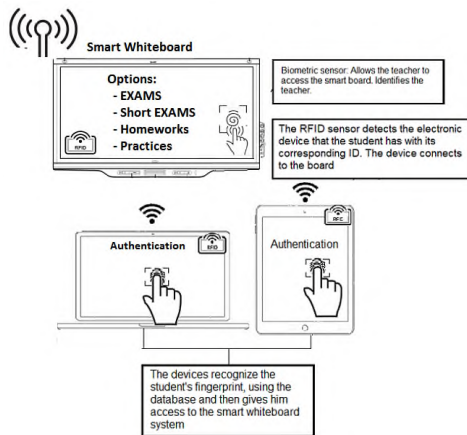 Smart Whiteboard
Options:
- EXAMS
- Short EXAMS
- Homeworks
- Practices
RFID
Biometric sensor: Allows the teacher to
access the smart board. Identifies the
teacher.
The RFID sensor detects the electronic
device that the student has with its
corresponding ID. The device connects
to the board
Authentication
RFID
Authentication
The devices recognize the
student's fingerprint, using the
database and then gives him
access to the smart whiteboard
system